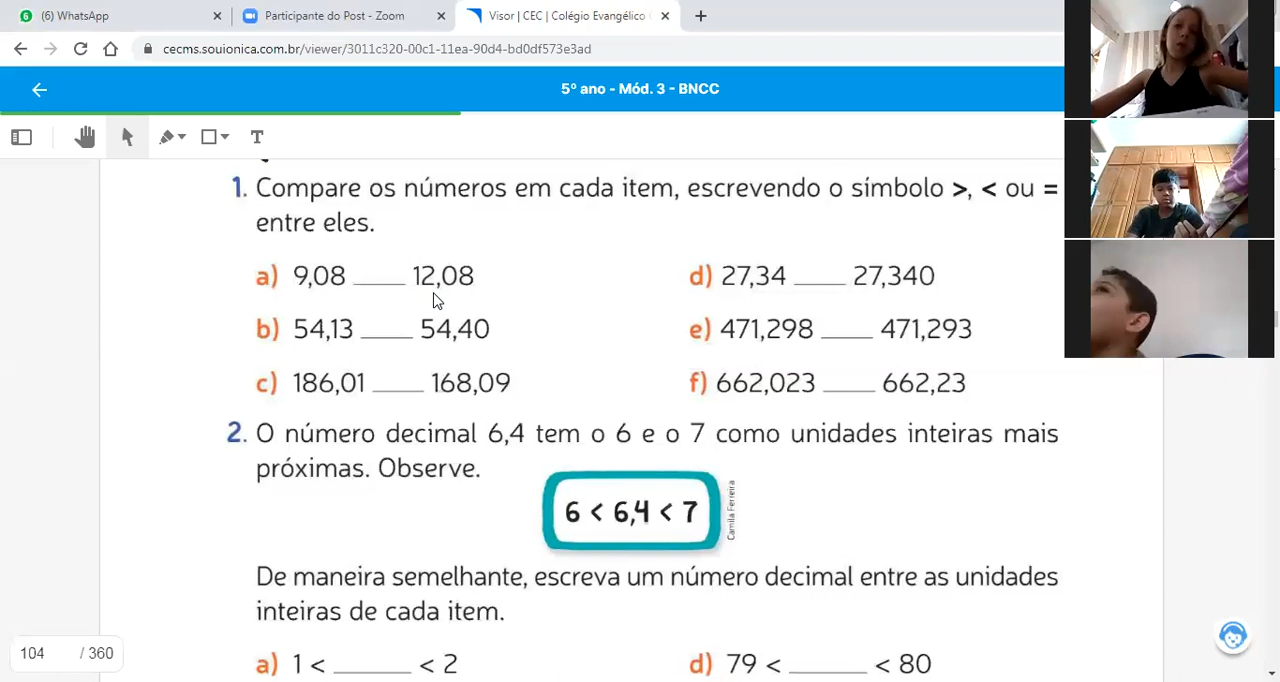 (6) WhatsApp
Participante do Post - Zoom
Visor | CEC | Colégio Evangélico
cecms.souionica.com.br/viewer/3011c320-00c1-11ea-90d4-bd0df573e3ad
5º ano - Mód. 3 - BNCC
T
1. Compare os números em cada item, escrevendo o símbolo >, < ou =
entre eles.
a) 9,08 ____ 12,08
b) 54,13 ____ 54,40
c) 186,01 ____ 168,09
d) 27,34 ____ 27,340
e) 471,298 ____ 471,293
f) 662,023 ____ 662,23
2. O número decimal 6,4 tem o 6 e o 7 como unidades inteiras mais
próximas. Observe.
6 < 6,4 < 7
Camila Ferreira
De maneira semelhante, escreva um número decimal entre as unidades
inteiras de cada item.
a) 1 < ______ < 2
d) 79 < ______ < 80
104 / 360